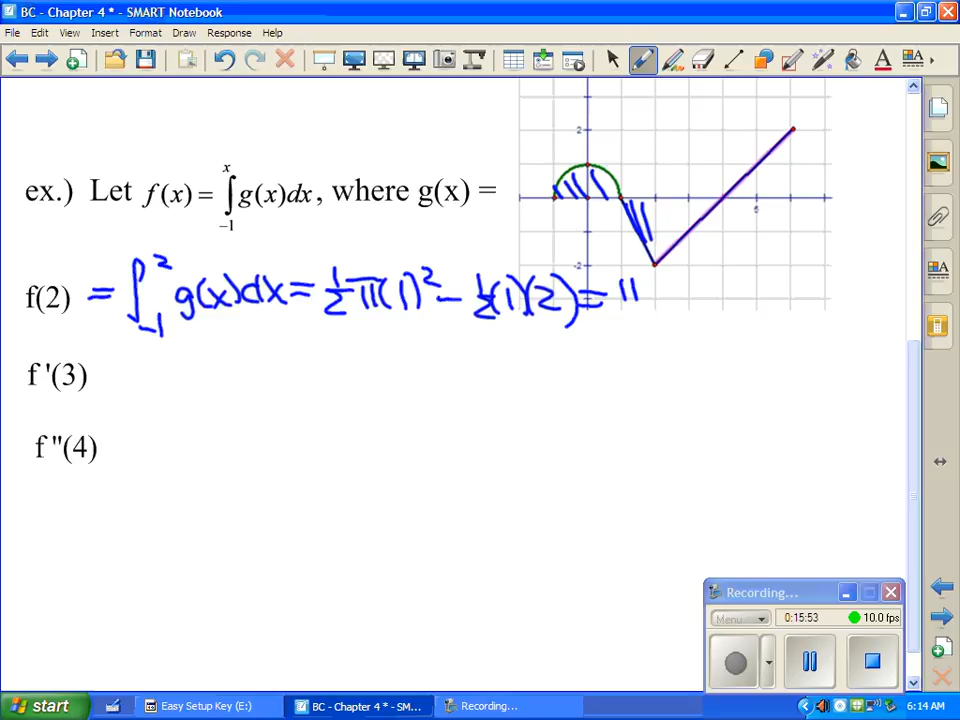 BC - Chapter 4 * - SMART Notebook
File Edit View Insert Format Draw Response Help
ex.) Let f(x) = ∫_{-1}^{x} g(x)dx, where g(x) =
2
-2
f(2) = ∫_{-1}^{2} g(x)dx = ½π(1)² - ½(1)(2) = 11
f '(3)
f "(4)
Recording...
Menu 0:15:53 10.0 fps
start Easy Setup Key (E:) BC - Chapter 4 * - SM... Recording... 6:14 AM